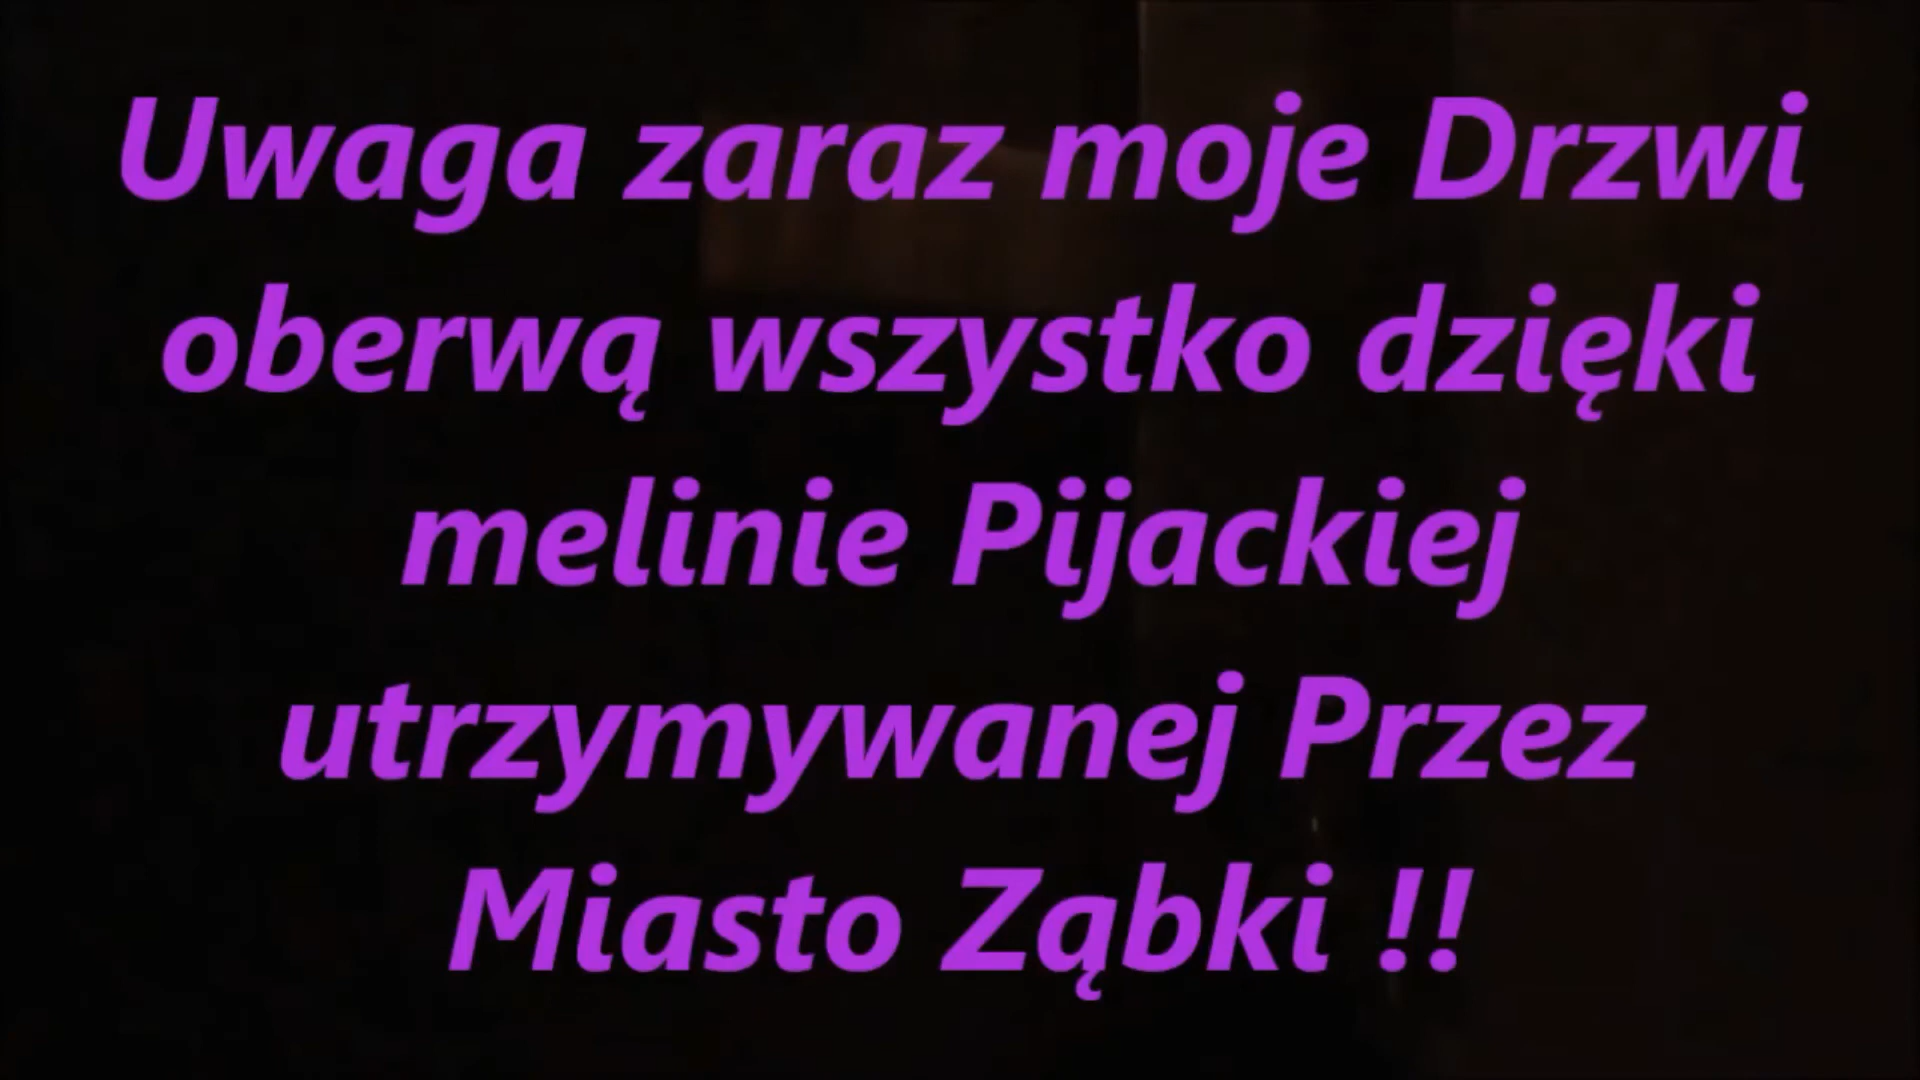 Uwaga zaraz moje Drzwi
oberwą wszystko dzięki
melinie Pijackiej
utrzymywanej Przez
Miasto Ząbki !!